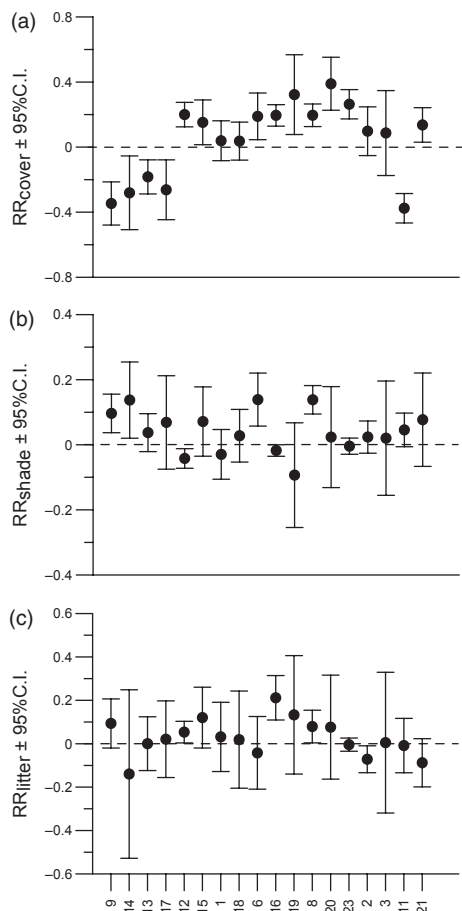 (a)
0.8
0.4
0
−0.4
−0.8
RRcover ± 95%C.I.
(b)
0.4
0.2
0
−0.2
−0.4
RRshade ± 95%C.I.
(c)
0.6
0.4
0.2
0
−0.2
−0.4
−0.6
RRlitter ± 95%C.I.
9 14 13 17 12 15 1 18 6 16 19 8 20 23 2 3 11 21